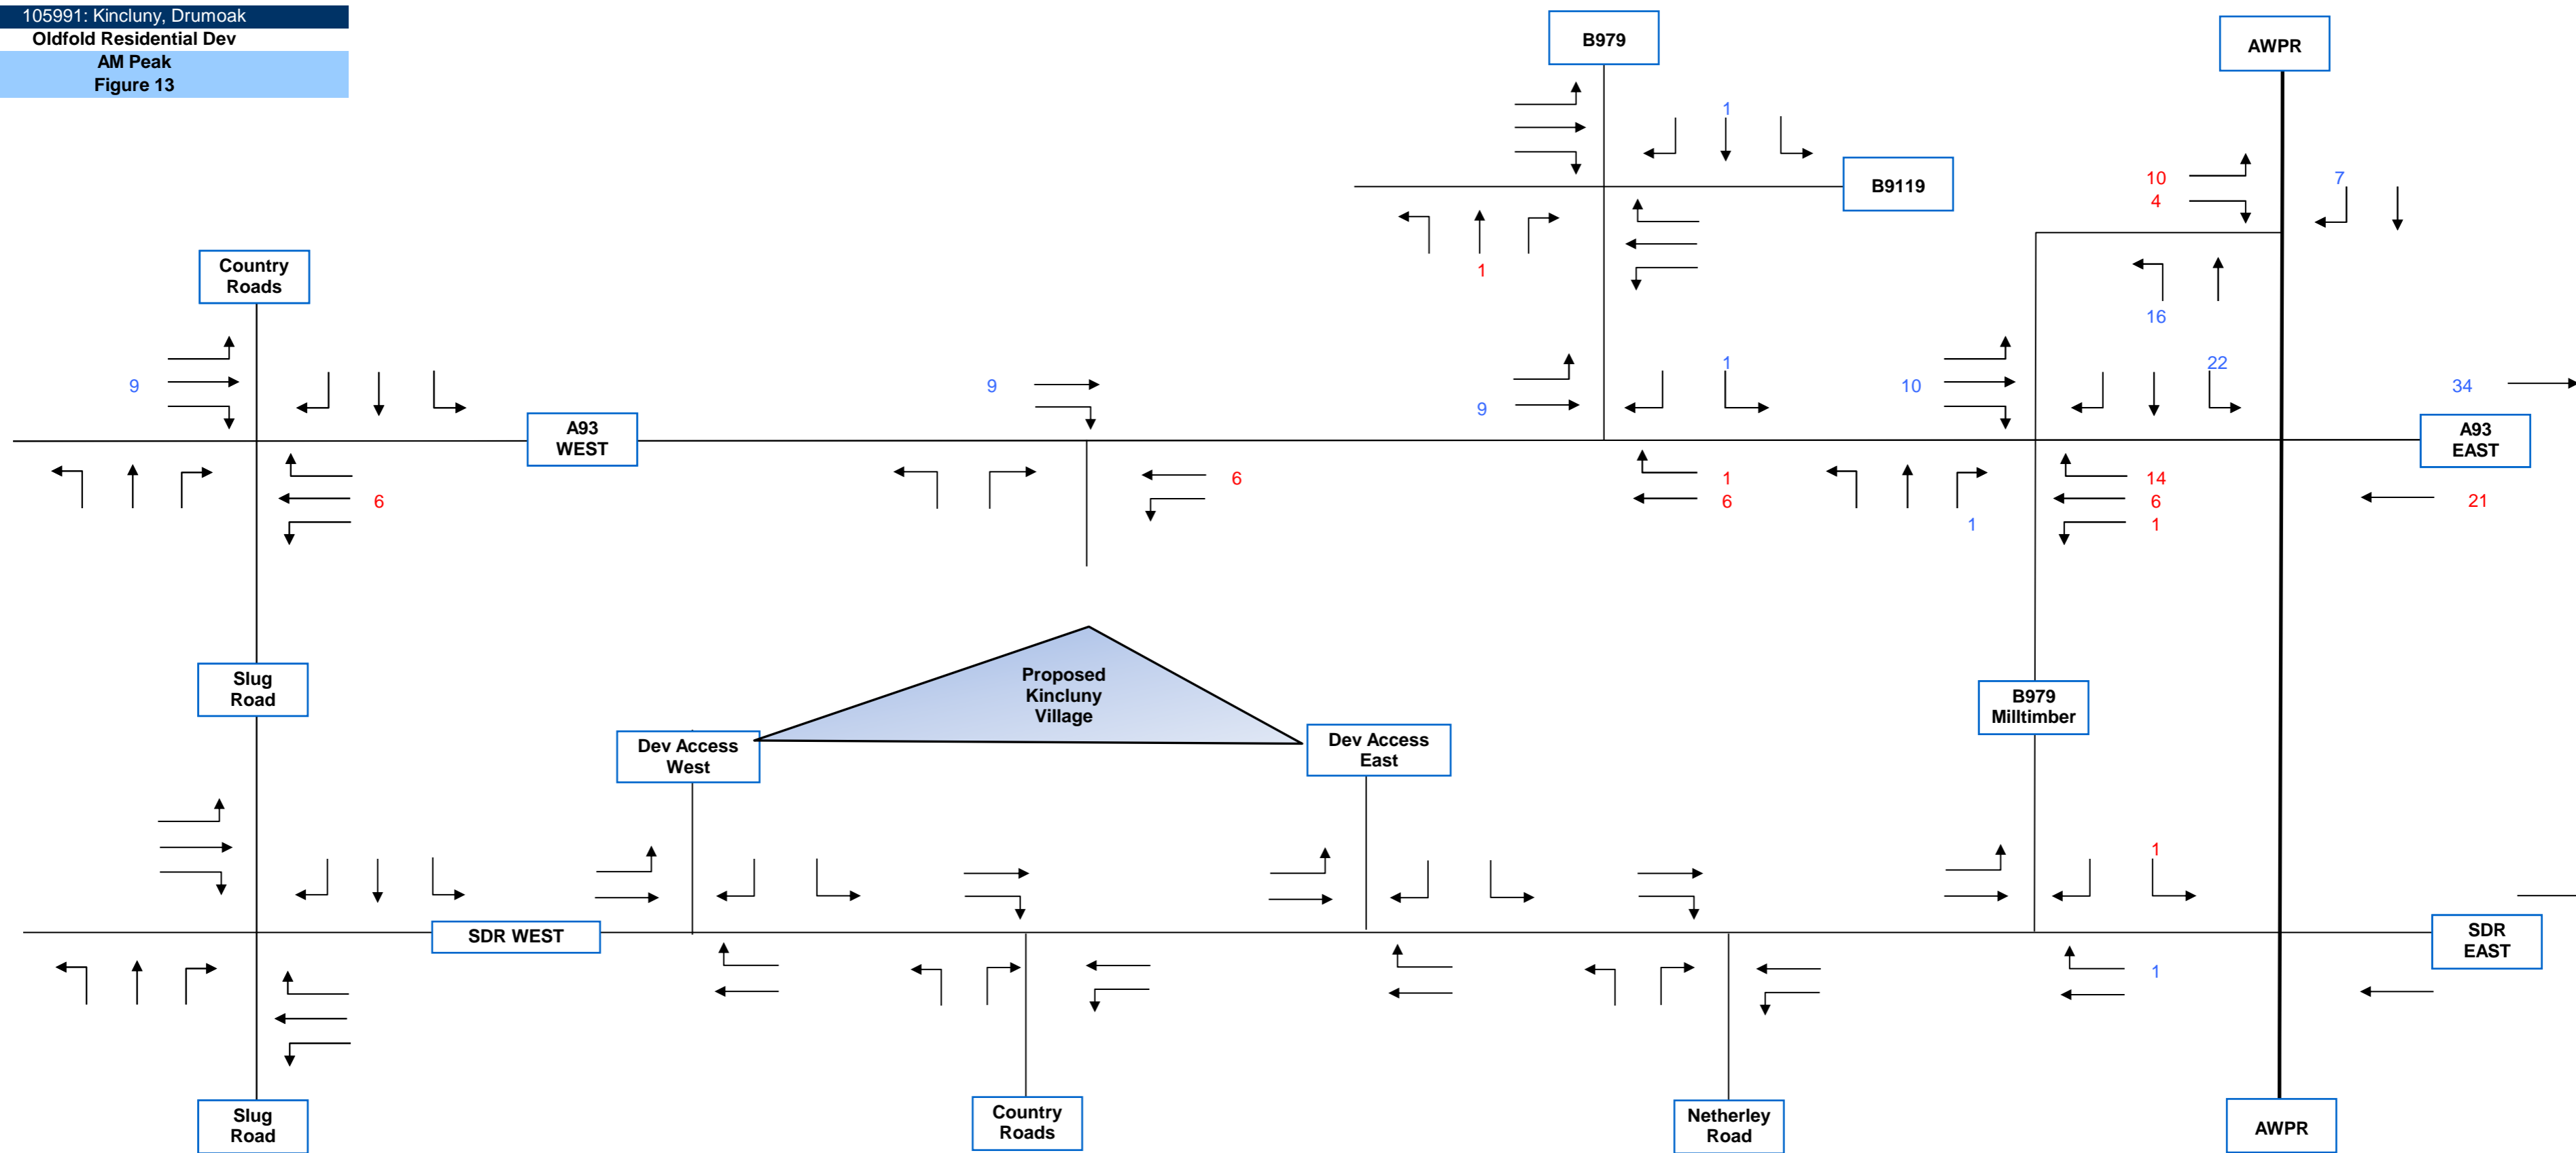 105991: Kincluny, Drumoak
Oldfold Residential Dev
AM Peak
Figure 13
B979
AWPR
1
B9119
10
4
7
1
16
Country
Roads
9
9
9
1
10
22
34
A93
WEST
A93
EAST
6
6
1
6
1
14
6
1
21
Proposed
Kincluny
Village
Slug
Road
B979
Milltimber
Dev Access
West
Dev Access
East
1
SDR WEST
SDR
EAST
1
Slug
Road
Country
Roads
Netherley
Road
AWPR